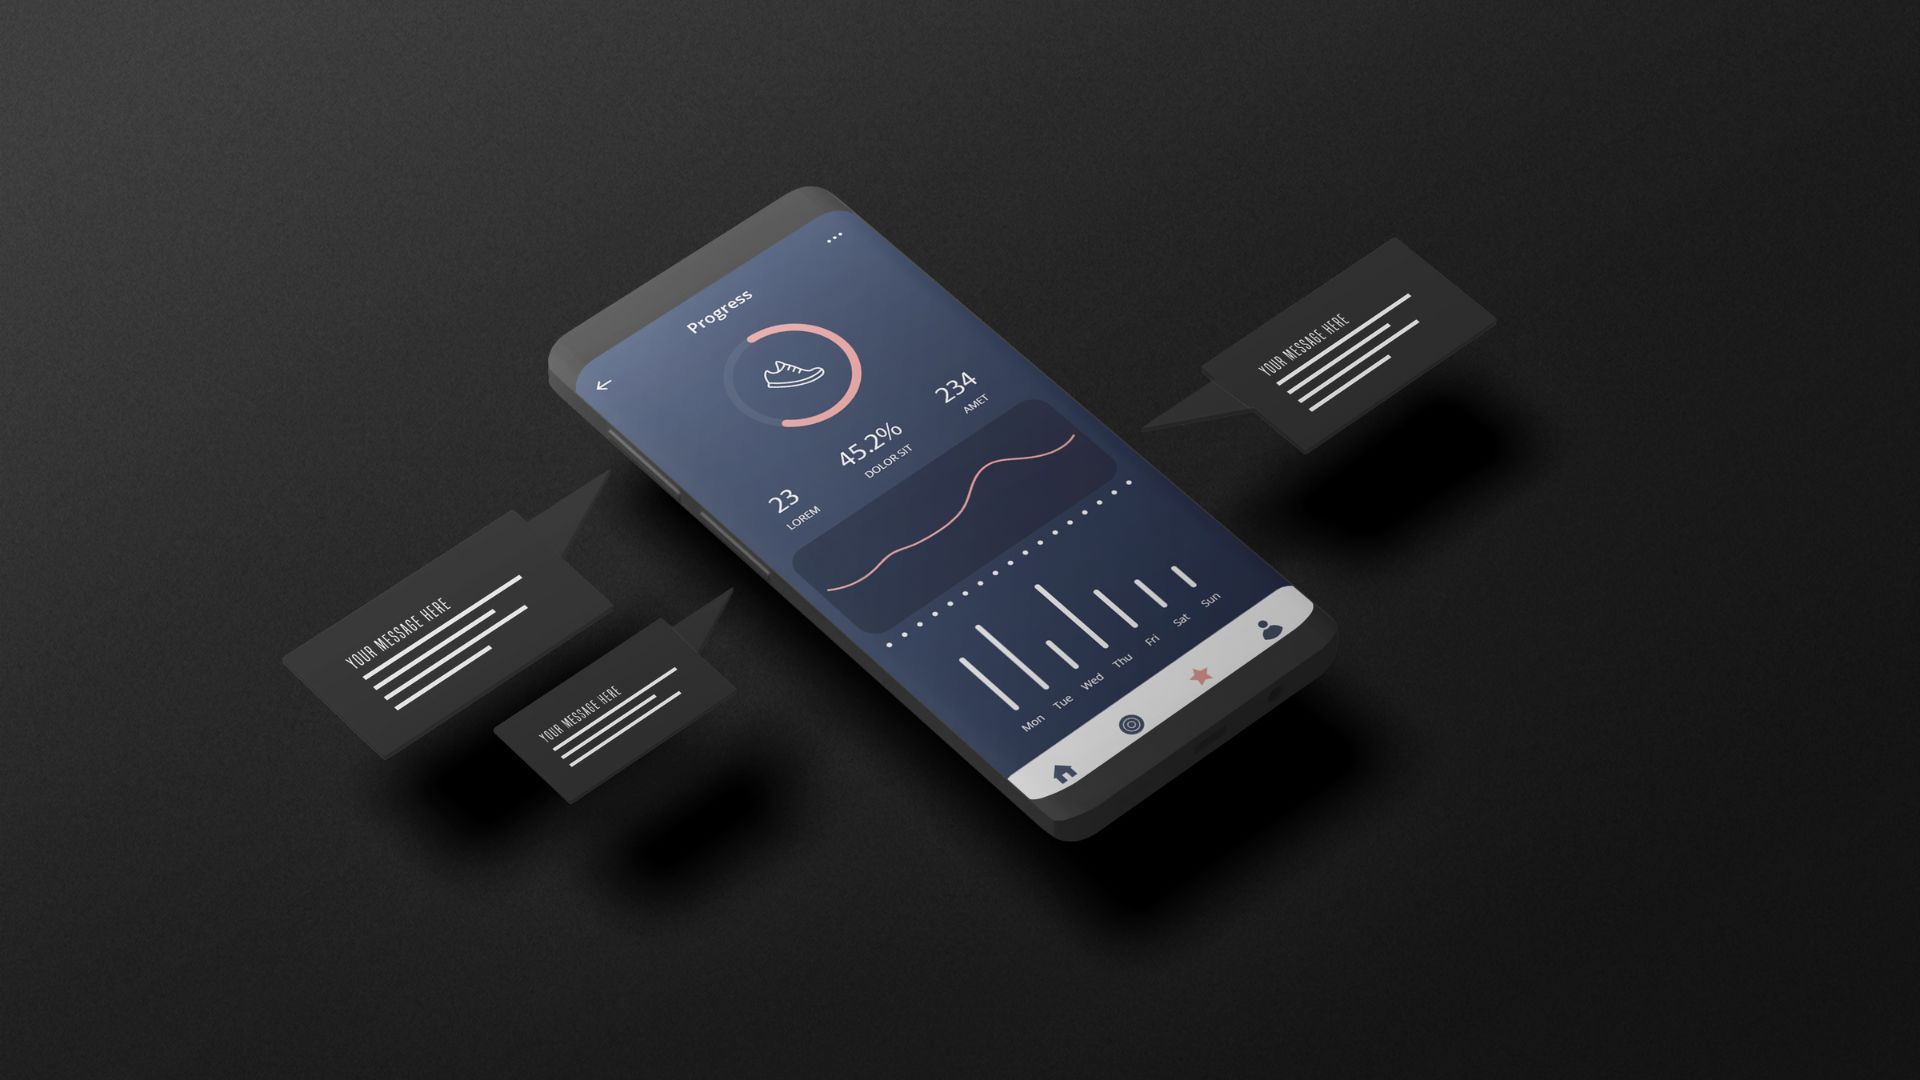 Progress
23
LOREM
45.2%
DOLOR SIT
234
AMET
Mon Tue Wed Thu Fri Sat Sun
YOUR MESSAGE HERE
YOUR MESSAGE HERE
YOUR MESSAGE HERE